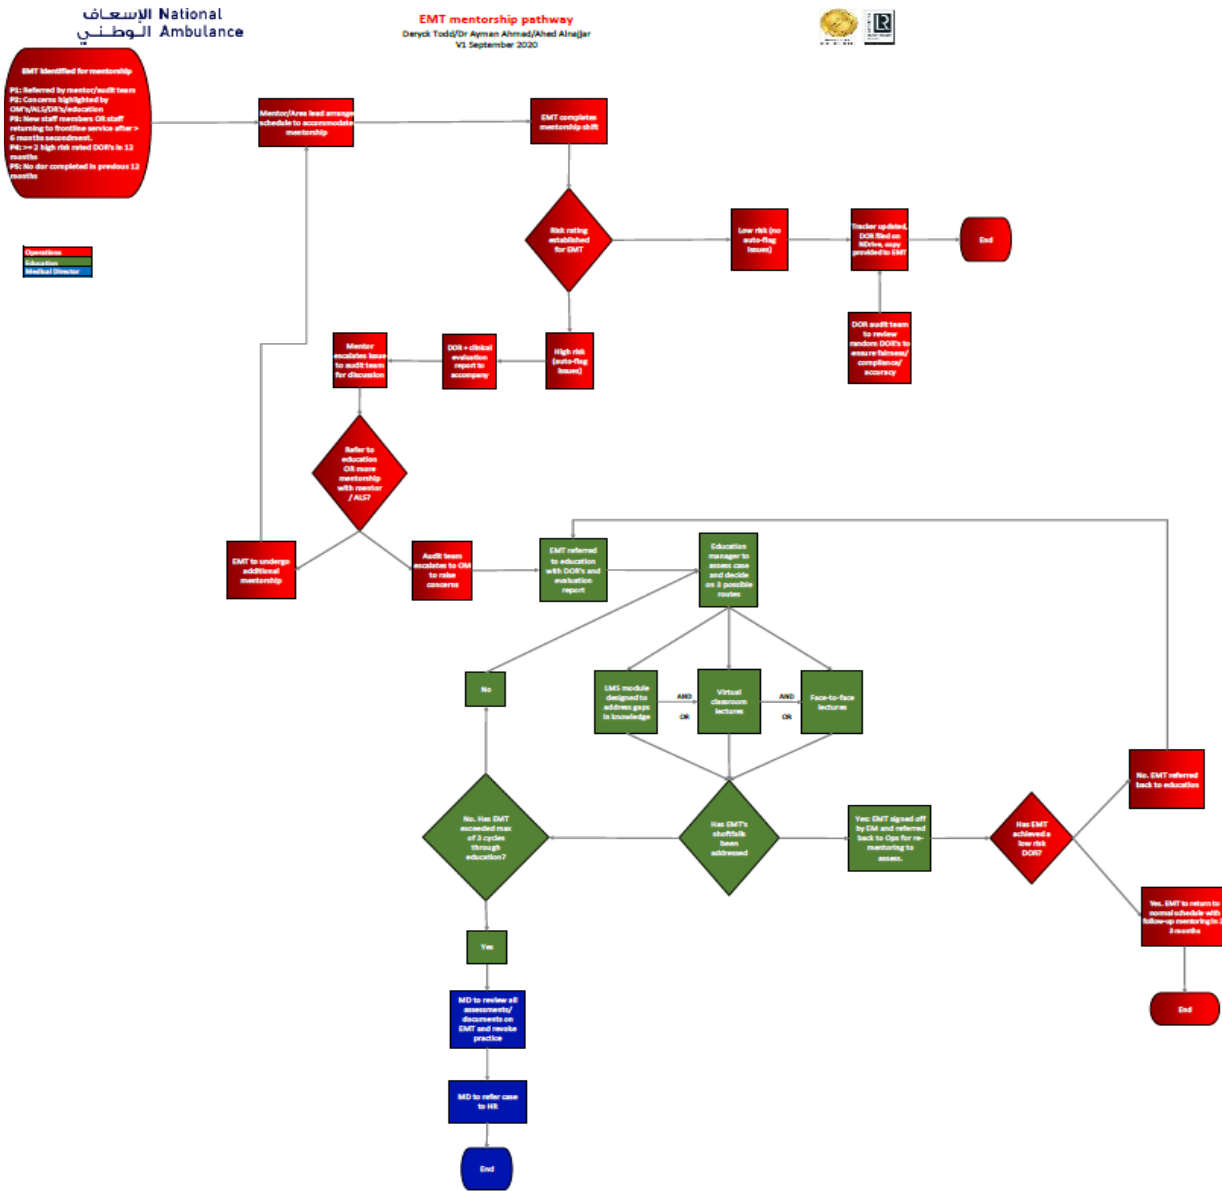 الإسعاف National
الوطني Ambulance
EMT mentorship pathway
Deryck Todd/Dr Ayman Ahmad/Ahed Alnajjar
V1 September 2020
EMT Identified for mentorship
P1: Referred by mentor/audit team
P2: Concerns highlighted by
OM's/ALS/DR's/education
P3: New staff members OR staff
returning to frontline service after >
6 months secondment.
P4: >= 2 high risk rated DOR's in 12
months
P5: No dor completed in previous 12
months
Mentor/Area lead arrange
schedule to accommodate
mentorship
EMT completes
mentorship shift
Operations
Education
Medical Director
Risk rating
established
for EMT
Low risk (no
auto-flag
issues)
Tracker updated,
DOR filed on
NDrive, copy
provided to EMT
End
DOR audit team
to review
random DOR's to
ensure fairness/
compliance/
accuracy
High risk
(auto-flag
issues)
DOR + clinical
evaluation
report to
accompany
Mentor
escalates issue
to audit team
for discussion
Refer to
education
OR more
mentorship
with mentor
/ ALS?
EMT to undergo
additional
mentorship
Audit team
escalates to OM
to raise
concerns
EMT referred
to education
with DOR's and
evaluation
report
Education
manager to
assess case
and decide
on 3 possible
routes
No
LMS module
designed to
address gaps
in knowledge
AND
OR
Virtual
classroom
lectures
AND
OR
Face-to-face
lectures
No. Has EMT
exceeded max
of 3 cycles
through
education?
Has EMT's
shoftfalls
been
addressed
Yes: EMT signed off
by EM and referred
back to Ops for re-
mentoring to
assess.
Has EMT
achieved a
low risk
DOR?
No. EMT referred
back to education
Yes. EMT to return to
normal schedule with
follow-up mentoring in
3 months
End
Yes
MD to review all
assessments/
documents on
EMT and revoke
practice
MD to refer case
to HR
End